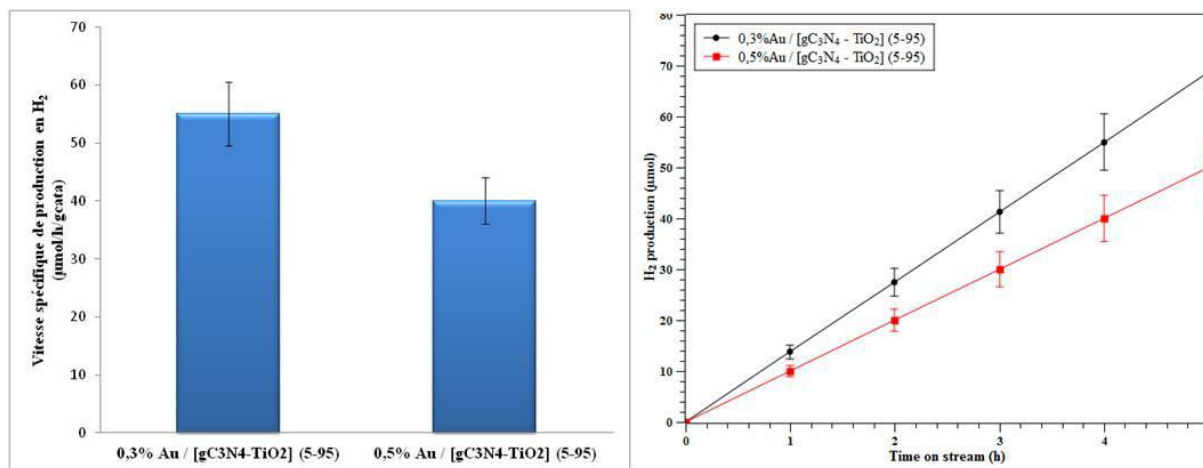 Vitesse spécifique de production en H2
(µmol/h/gcata)
70
60
50
40
30
20
10
0
0,3% Au / [gC3N4-TiO2] (5-95)
0,5% Au / [gC3N4-TiO2] (5-95)
H2 production (µmol)
80
70
60
50
40
30
20
10
0
0,3%Au / [gC3N4 - TiO2] (5-95)
0,5%Au / [gC3N4 - TiO2] (5-95)
0
1
2
3
4
Time on stream (h)